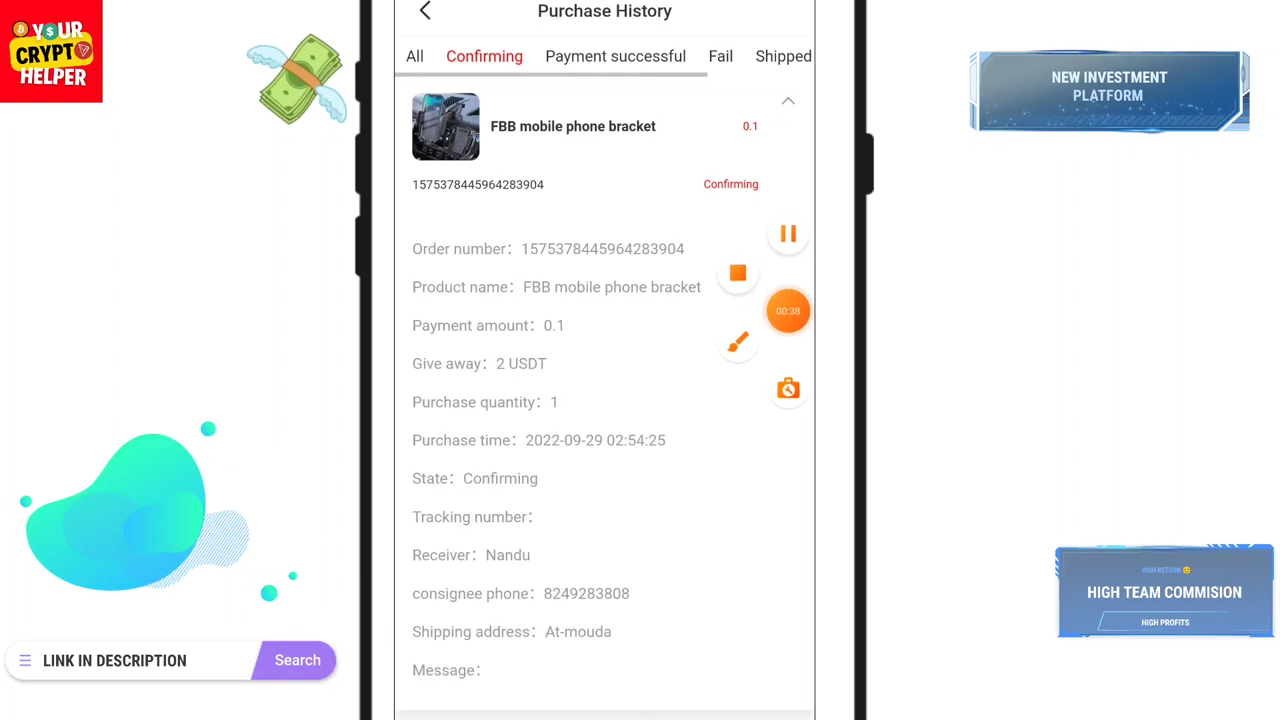 YOUR
CRYPTO
HELPER
Purchase History
All Confirming Payment successful Fail Shipped
FBB mobile phone bracket 0.1
1575378445964283904 Confirming
Order number：1575378445964283904
Product name：FBB mobile phone bracket
Payment amount：0.1
Give away：2 USDT
Purchase quantity：1
Purchase time：2022-09-29 02:54:25
State：Confirming
Tracking number：
Receiver：Nandu
consignee phone：8249283808
Shipping address：At-mouda
Message：
00:38
NEW INVESTMENT
PLATFORM
HIGH RETURN 😊
HIGH TEAM COMMISION
HIGH PROFITS
LINK IN DESCRIPTION Search